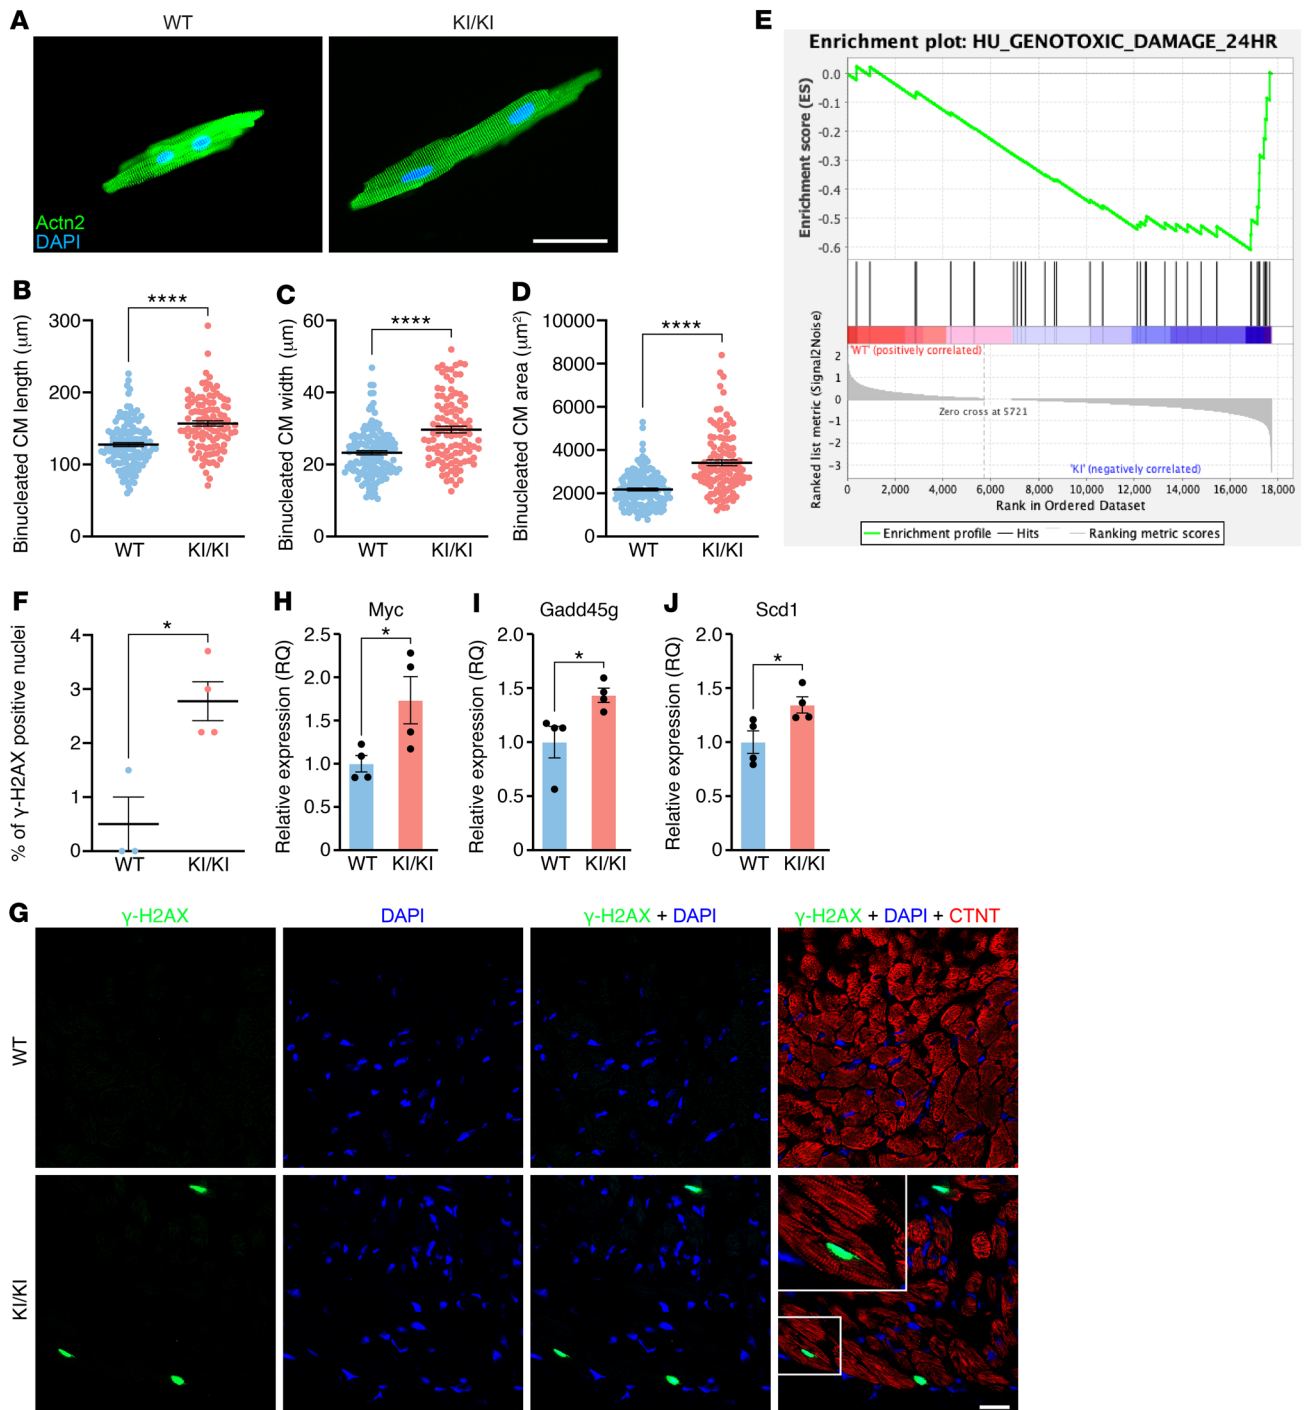 A
WT
KI/KI
Actn2
DAPI
B
****
Binucleated CM length (μm)
300
200
100
0
WT
KI/KI
C
****
Binucleated CM width (μm)
60
40
20
0
WT
KI/KI
D
****
Binucleated CM area (μm²)
10000
8000
6000
4000
2000
0
WT
KI/KI
E
Enrichment plot: HU_GENOTOXIC_DAMAGE_24HR
Enrichment score (ES)
0.0
-0.1
-0.2
-0.3
-0.4
-0.5
-0.6
Ranked list metric (Signal2Noise)
'WT' (positively correlated)
2
1
0
-1
-2
-3
Zero cross at 5721
'KI' (negatively correlated)
0
2,000
4,000
6,000
8,000
10,000
12,000
14,000
16,000
18,000
Rank in Ordered Dataset
Enrichment profile
Hits
Ranking metric scores
F
% of γ-H2AX positive nuclei
*
4
3
2
1
0
WT
KI/KI
H
Myc
Relative expression (RQ)
*
2.5
2.0
1.5
1.0
0.5
0
WT
KI/KI
I
Gadd45g
Relative expression (RQ)
*
2.0
1.5
1.0
0.5
0
WT
KI/KI
J
Scd1
Relative expression (RQ)
*
2.0
1.5
1.0
0.5
0
WT
KI/KI
G
γ-H2AX
DAPI
γ-H2AX + DAPI
γ-H2AX + DAPI + CTNT
WT
KI/KI